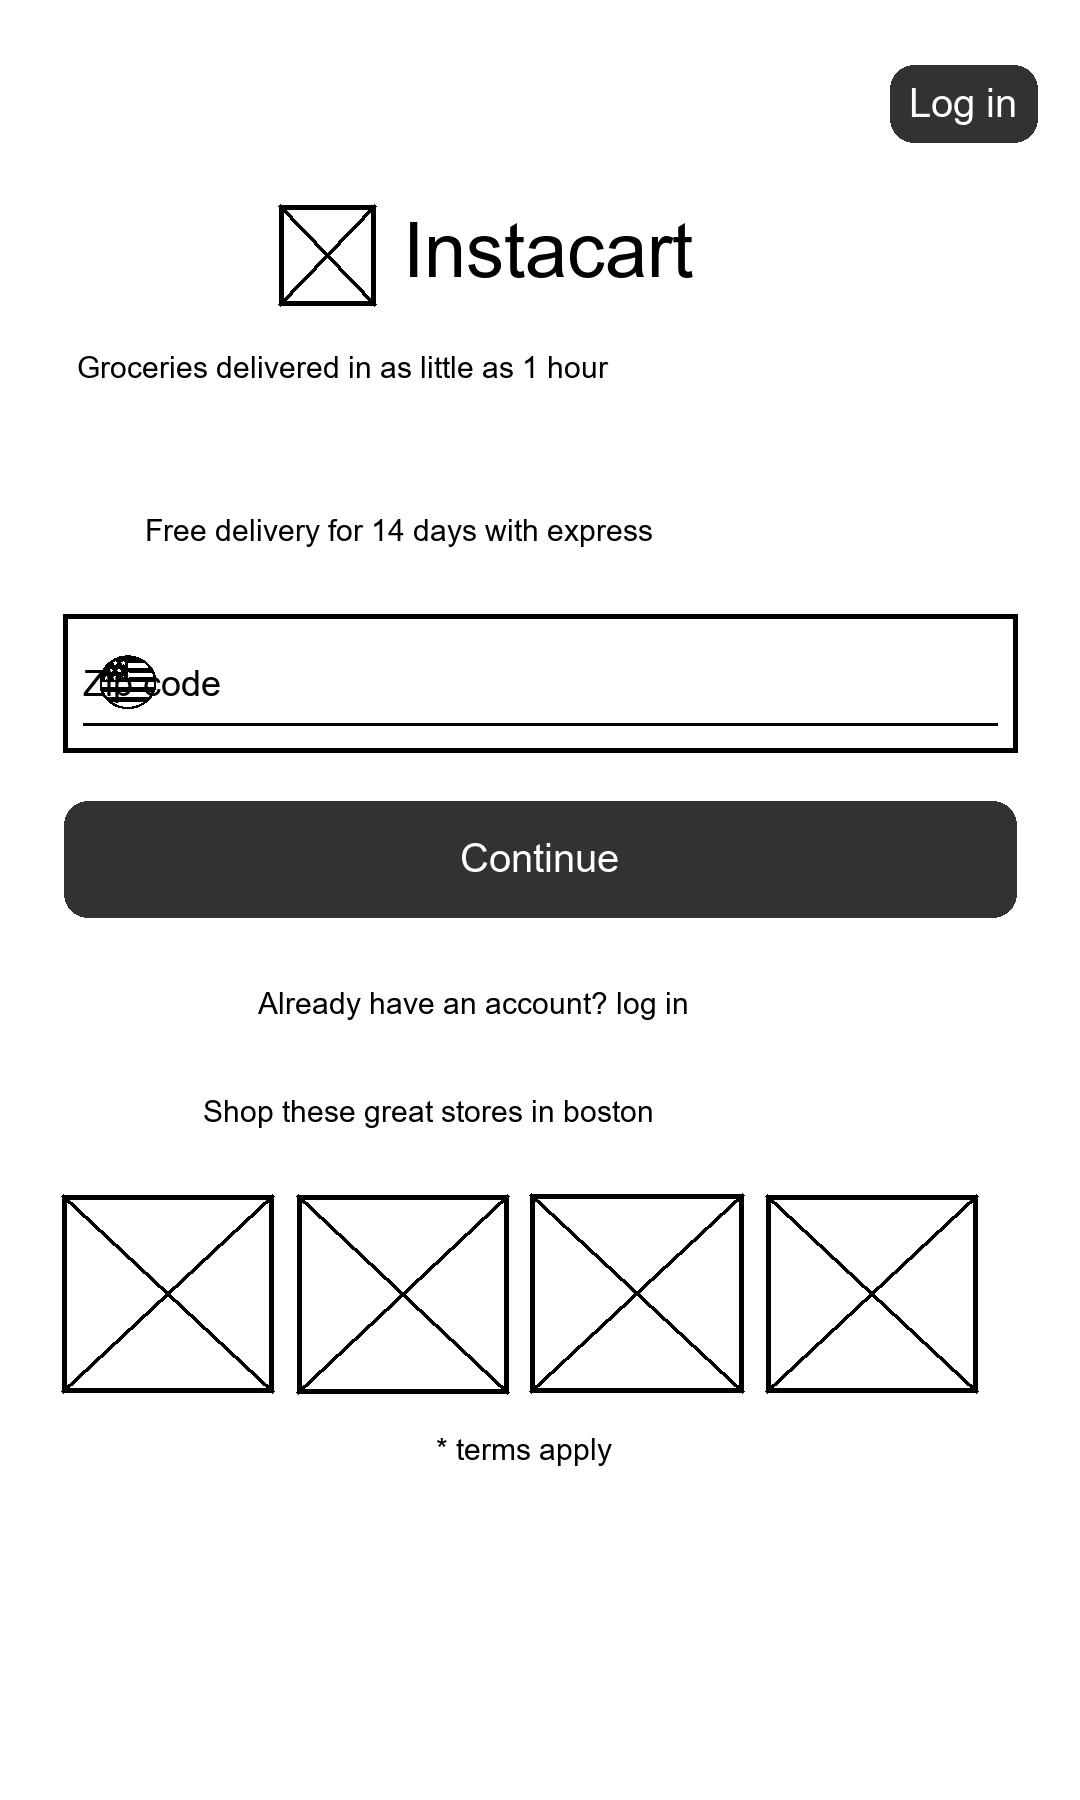 Log in
Instacart
Groceries delivered in as little as 1 hour
Free delivery for 14 days with express
Zip code
Continue
Already have an account? log in
Shop these great stores in boston
* terms apply